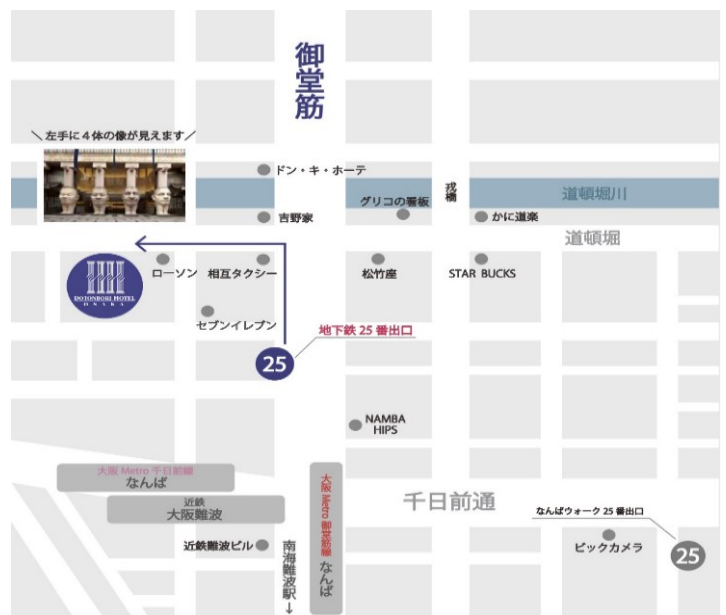 御堂筋
＼ 左手に４体の像が見えます／
ドン・キ・ホーテ
戎橋
道頓堀川
グリコの看板
吉野家
かに道楽
道頓堀
ローソン
相互タクシー
松竹座
STAR BUCKS
DOTONBORI HOTEL
OSAKA
セブンイレブン
地下鉄 25 番出口
25
NAMBA
HIPS
大阪 Metro 千日前線
なんば
近鉄
大阪難波
大阪 Metro 御堂筋線
なんば
千日前通
なんばウォーク 25 番出口
近鉄難波ビル
南海難波駅↓
ビックカメラ
25